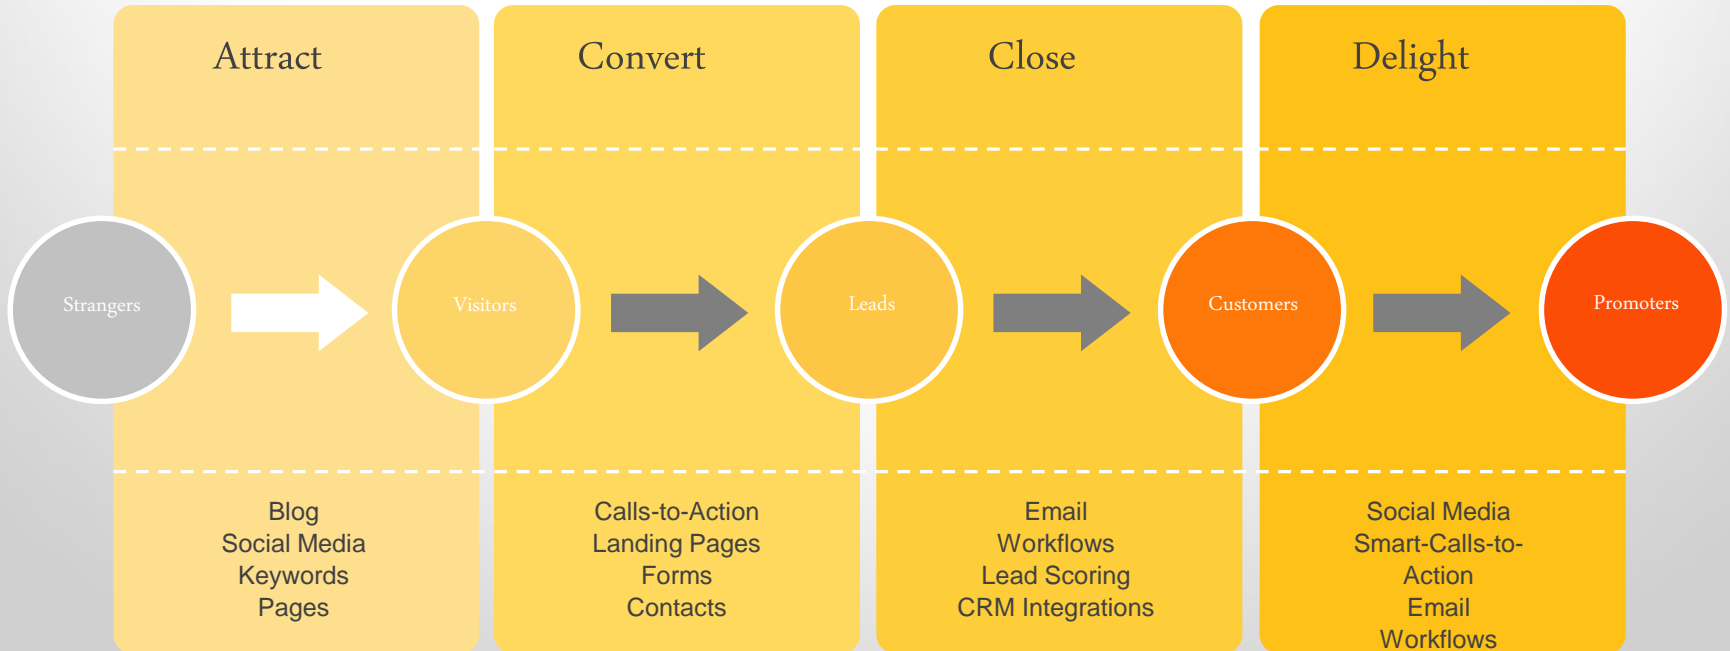 Attract
Convert
Close
Delight
Strangers
Visitors
Leads
Customers
Promoters
Blog
Social Media
Keywords
Pages
Calls-to-Action
Landing Pages
Forms
Contacts
Email
Workflows
Lead Scoring
CRM Integrations
Social Media
Smart-Calls-to-
Action
Email
Workflows